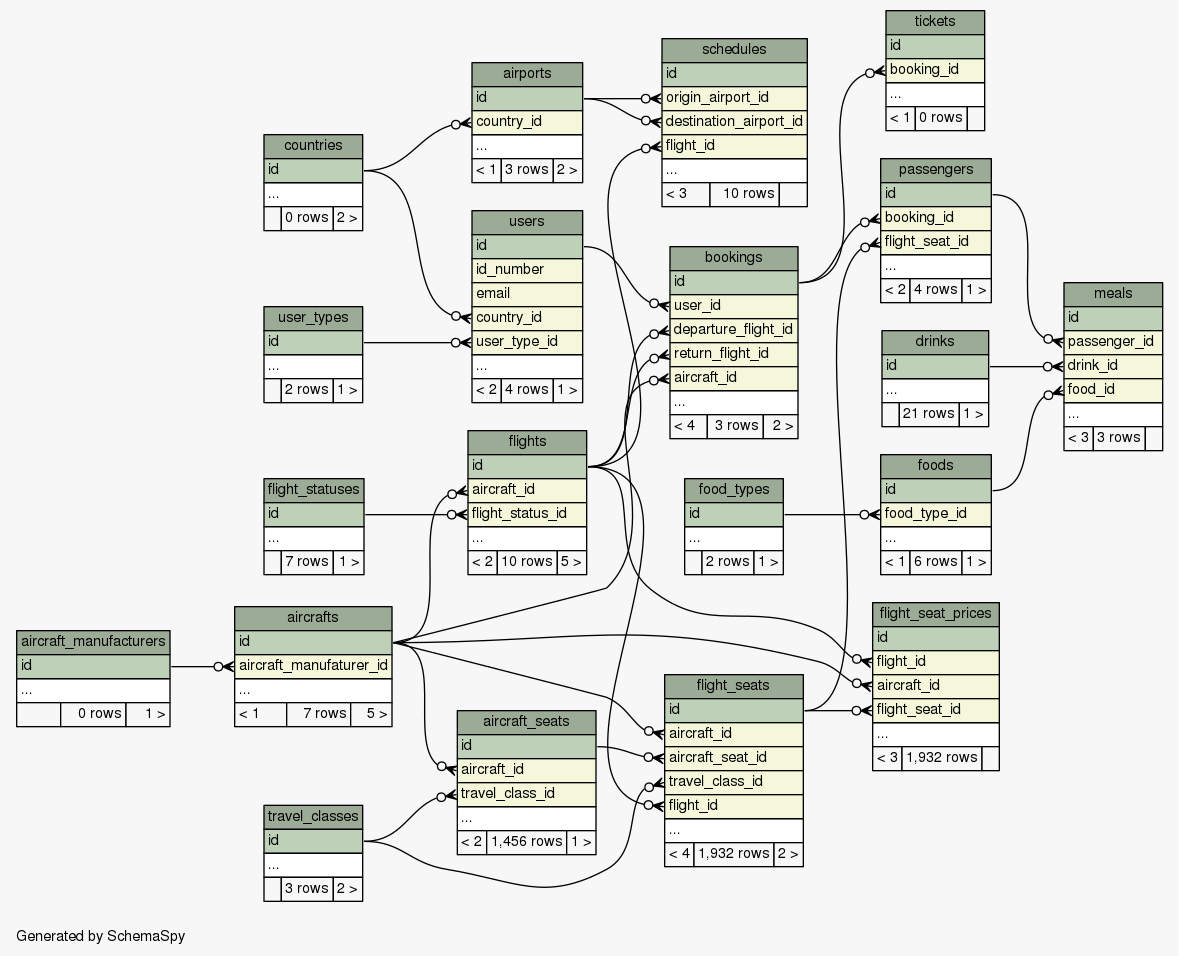 tickets
id
booking_id
...
< 1 0 rows
schedules
id
origin_airport_id
destination_airport_id
flight_id
...
< 3 10 rows
airports
id
country_id
...
< 1 3 rows 2 >
countries
id
...
0 rows 2 >
passengers
id
booking_id
flight_seat_id
...
< 2 4 rows 1 >
users
id
id_number
email
country_id
user_type_id
...
< 2 4 rows 1 >
bookings
id
user_id
departure_flight_id
return_flight_id
aircraft_id
...
< 4 3 rows 2 >
meals
id
passenger_id
drink_id
food_id
...
< 3 3 rows
user_types
id
...
2 rows 1 >
drinks
id
...
21 rows 1 >
flights
id
aircraft_id
flight_status_id
...
< 2 10 rows 5 >
flight_statuses
id
...
7 rows 1 >
food_types
id
...
2 rows 1 >
foods
id
food_type_id
...
< 1 6 rows 1 >
aircraft_manufacturers
id
...
0 rows 1 >
aircrafts
id
aircraft_manufaturer_id
...
< 1 7 rows 5 >
flight_seat_prices
id
flight_id
aircraft_id
flight_seat_id
...
< 3 1,932 rows
flight_seats
id
aircraft_id
aircraft_seat_id
travel_class_id
flight_id
...
< 4 1,932 rows 2 >
aircraft_seats
id
aircraft_id
travel_class_id
...
< 2 1,456 rows 1 >
travel_classes
id
...
3 rows 2 >
Generated by SchemaSpy